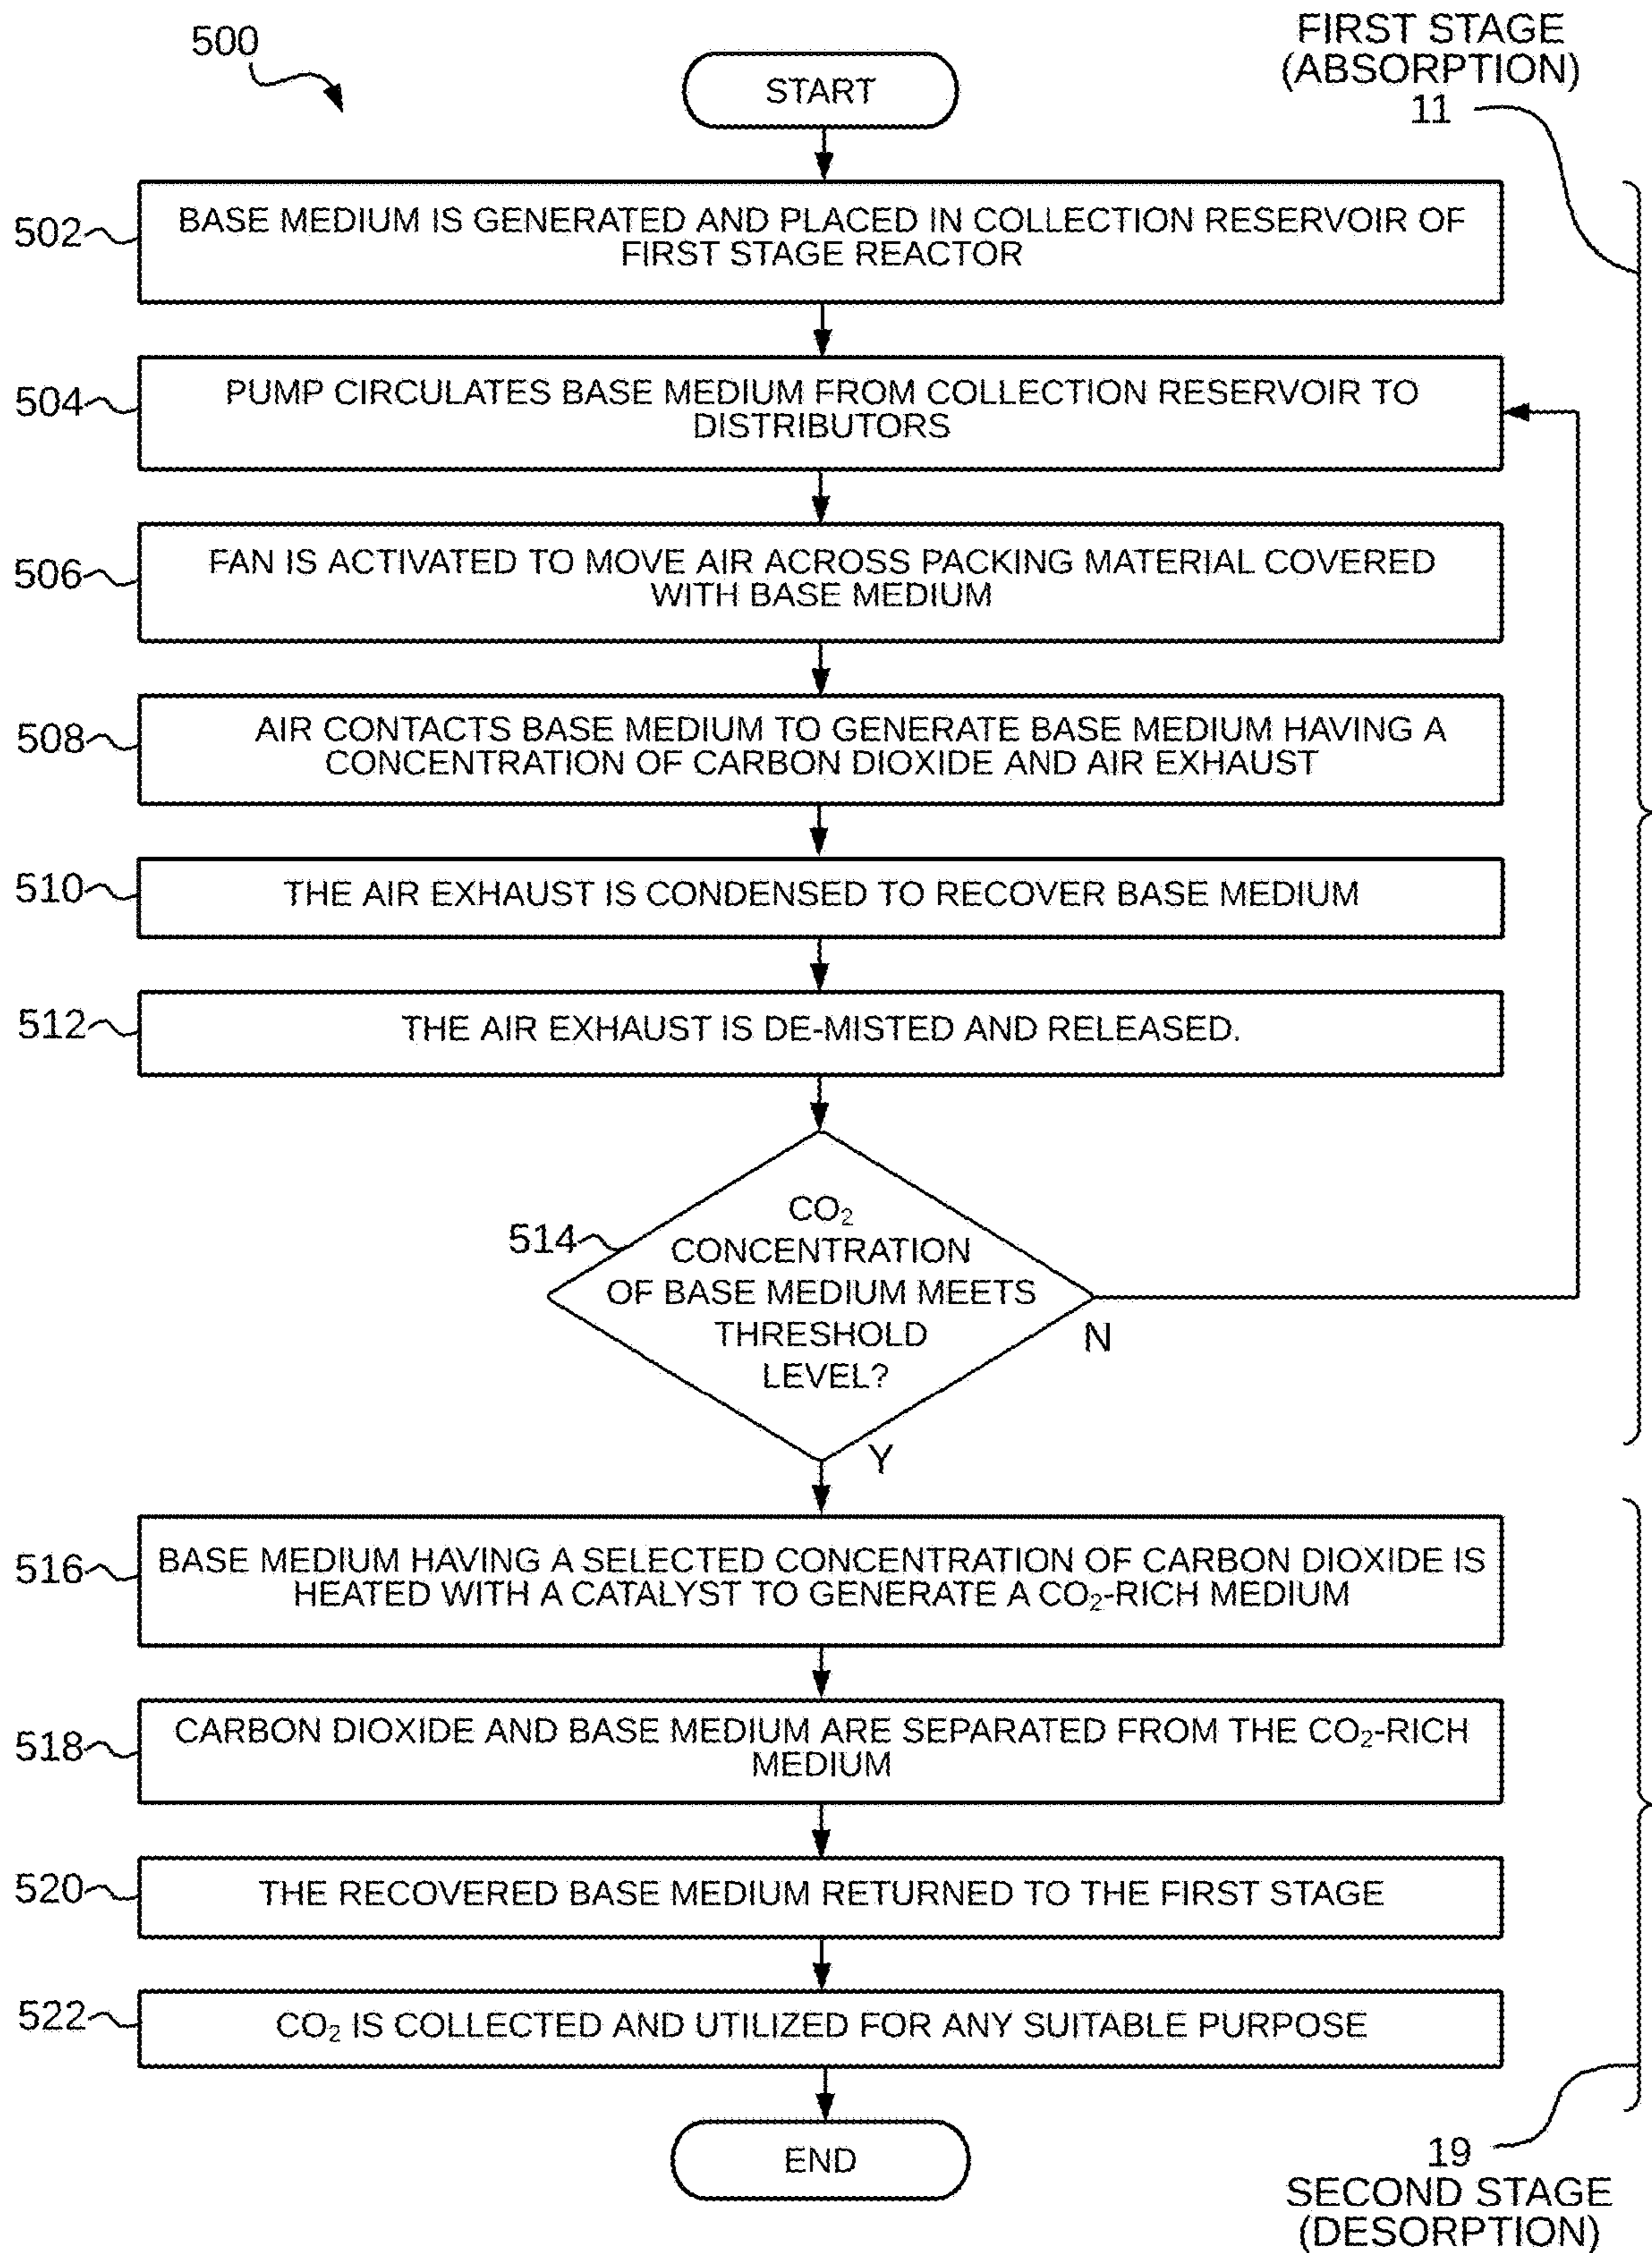 500
FIRST STAGE
(ABSORPTION)
11
START
502
BASE MEDIUM IS GENERATED AND PLACED IN COLLECTION RESERVOIR OF
FIRST STAGE REACTOR
504
PUMP CIRCULATES BASE MEDIUM FROM COLLECTION RESERVOIR TO
DISTRIBUTORS
506
FAN IS ACTIVATED TO MOVE AIR ACROSS PACKING MATERIAL COVERED
WITH BASE MEDIUM
508
AIR CONTACTS BASE MEDIUM TO GENERATE BASE MEDIUM HAVING A
CONCENTRATION OF CARBON DIOXIDE AND AIR EXHAUST
510
THE AIR EXHAUST IS CONDENSED TO RECOVER BASE MEDIUM
512
THE AIR EXHAUST IS DE-MISTED AND RELEASED.
514
CO₂
CONCENTRATION
OF BASE MEDIUM MEETS
THRESHOLD
LEVEL?
N
Y
516
BASE MEDIUM HAVING A SELECTED CONCENTRATION OF CARBON DIOXIDE IS
HEATED WITH A CATALYST TO GENERATE A CO₂-RICH MEDIUM
518
CARBON DIOXIDE AND BASE MEDIUM ARE SEPARATED FROM THE CO₂-RICH
MEDIUM
520
THE RECOVERED BASE MEDIUM RETURNED TO THE FIRST STAGE
522
CO₂ IS COLLECTED AND UTILIZED FOR ANY SUITABLE PURPOSE
END
19
SECOND STAGE
(DESORPTION)